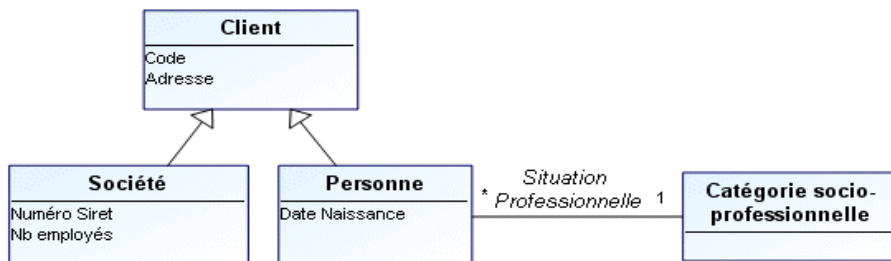 Client
Code
Adresse
Société
Numéro Siret
Nb employés
Personne
Date Naissance
Situation
* Professionnelle 1
Catégorie socio-
professionnelle